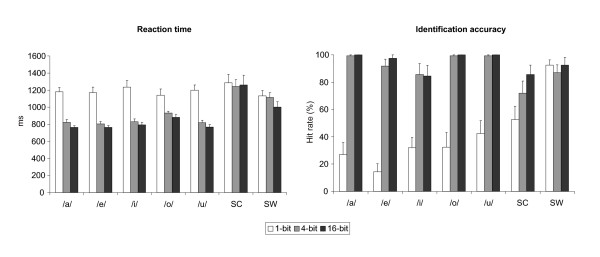 Reaction time
1600
1400
1200
1000
800
600
400
200
0
ms
/a/ /e/ /i/ /o/ /u/ SC SW
Identification accuracy
100
80
60
40
20
0
Hit rate (%)
/a/ /e/ /i/ /o/ /u/ SC SW
1-bit 4-bit 16-bit